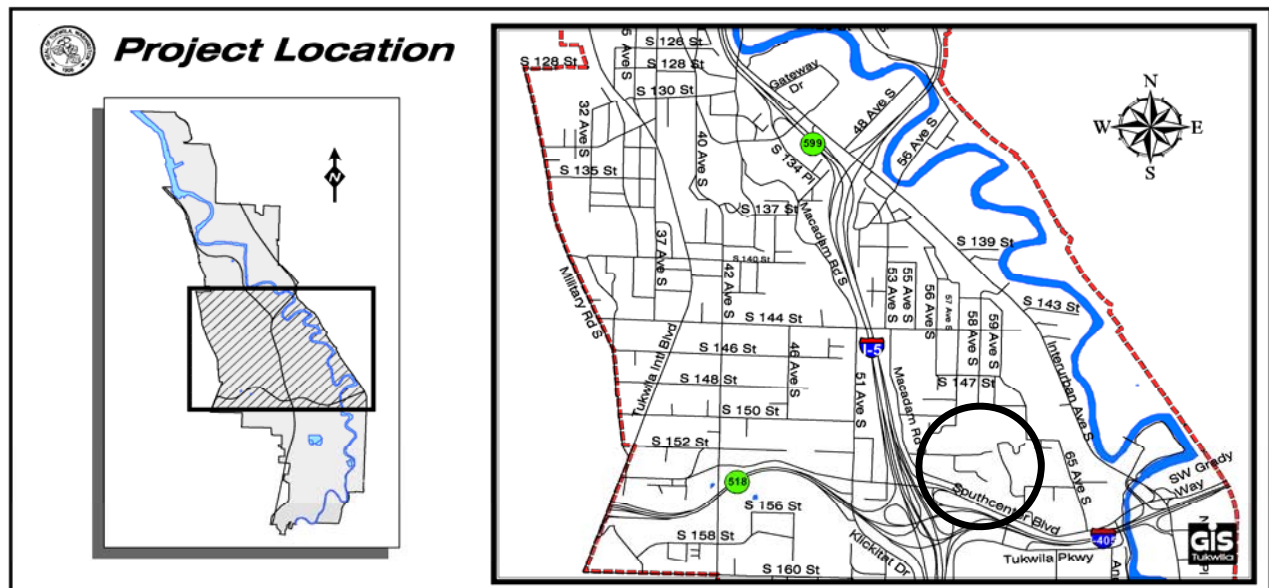 Project Location
SEAL OF TUKWILA, WASHINGTON
1908
N
S 126 St
S 128 St
S 128 St
S 130 St
Gateway
Dr
32 Ave S
40 Ave S
48 Ave S
56 Ave S
599
S 134 Pl
S 135 St
S 137 St
Macadam Rd S
S 139 St
S 140 St
37 Ave S
42 Ave S
Military Rd S
Tukwila Intl Blvd
53 Ave S
55 Ave S
56 Ave S
57 Ave S
58 Ave S
59 Ave S
S 143 St
S 144 St
S 146 St
46 Ave S
I-5
Interurban Ave S
S 147 St
S 148 St
51 Ave S
Macadam Rd
S 150 St
S 152 St
65 Ave S
SW Grady
Way
518
Southcenter Blvd
S 156 St
S 158 St
Klickitat Dr
I-405
Tukwila Pkwy
S 160 St
N
W
E
S
GIS
Tukwila